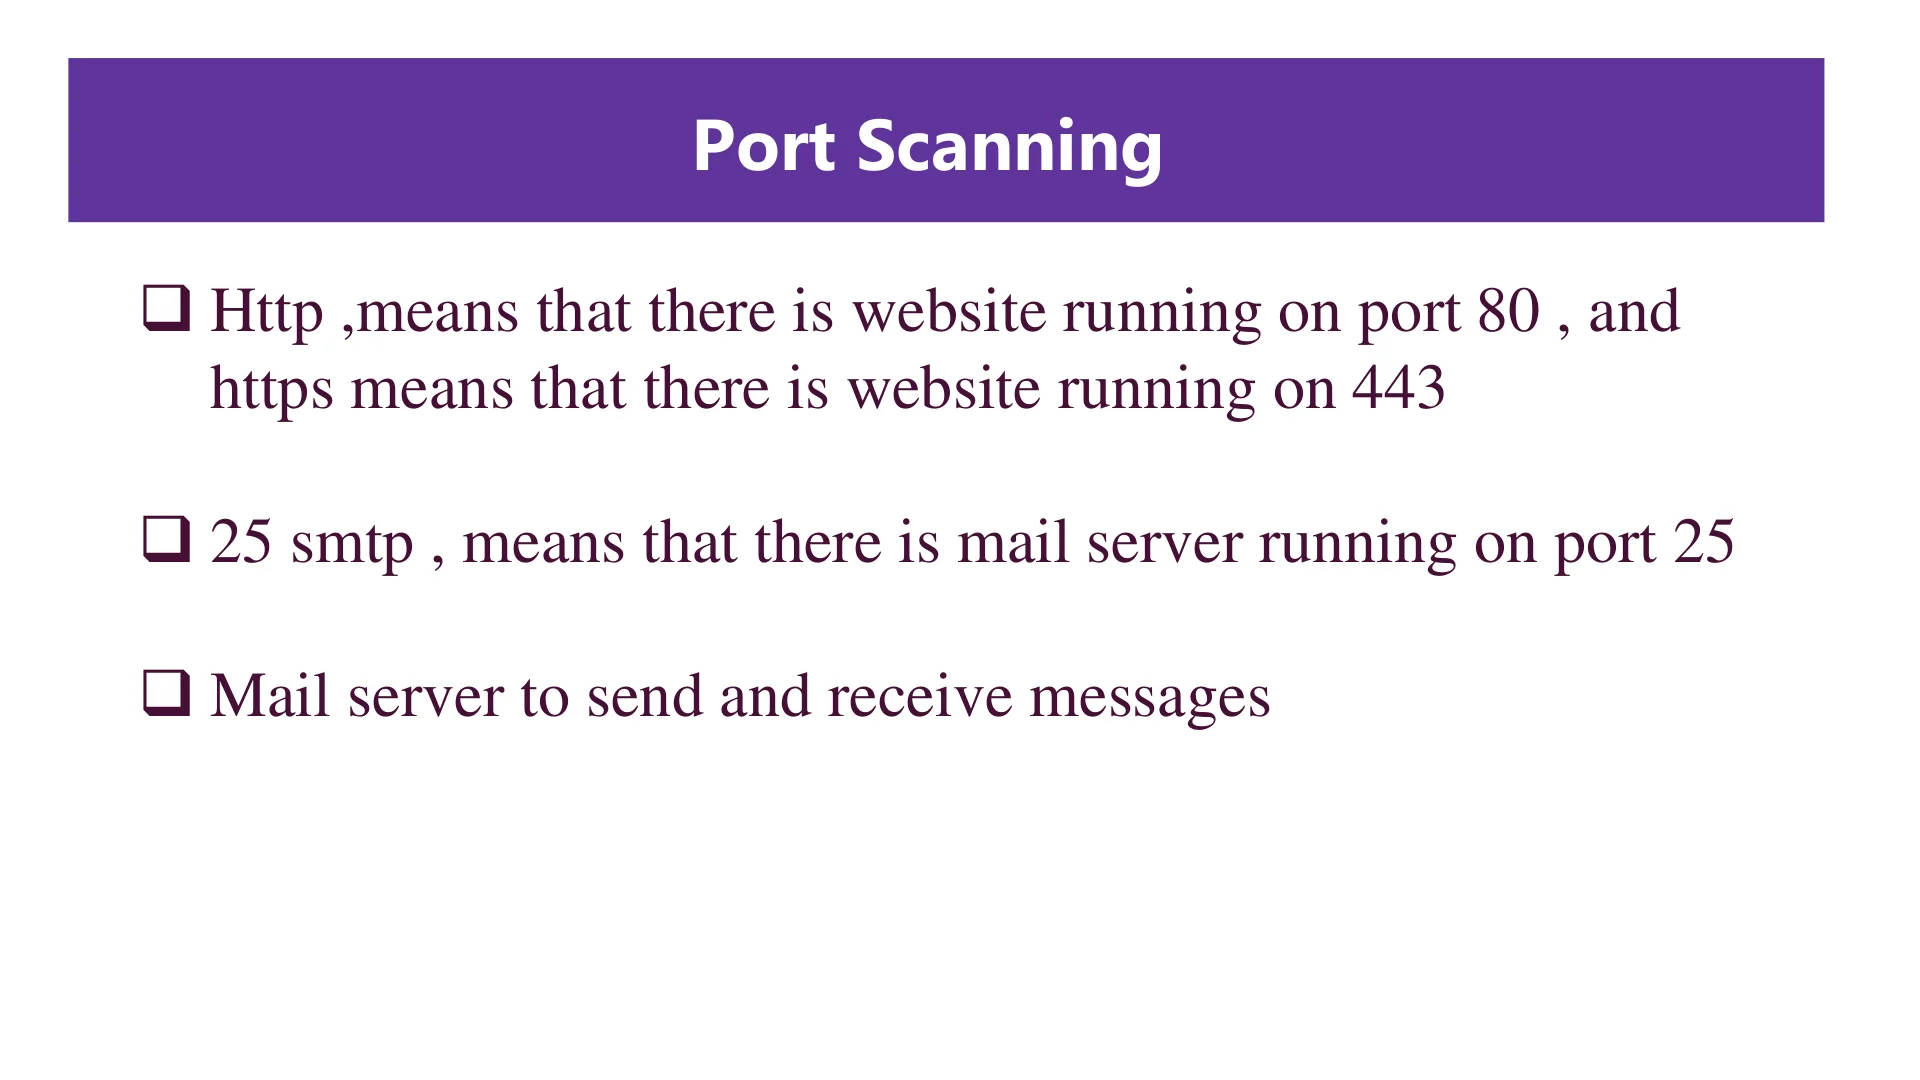 Port Scanning
Http ,means that there is website running on port 80 , and
https means that there is website running on 443
25 smtp , means that there is mail server running on port 25
Mail server to send and receive messages